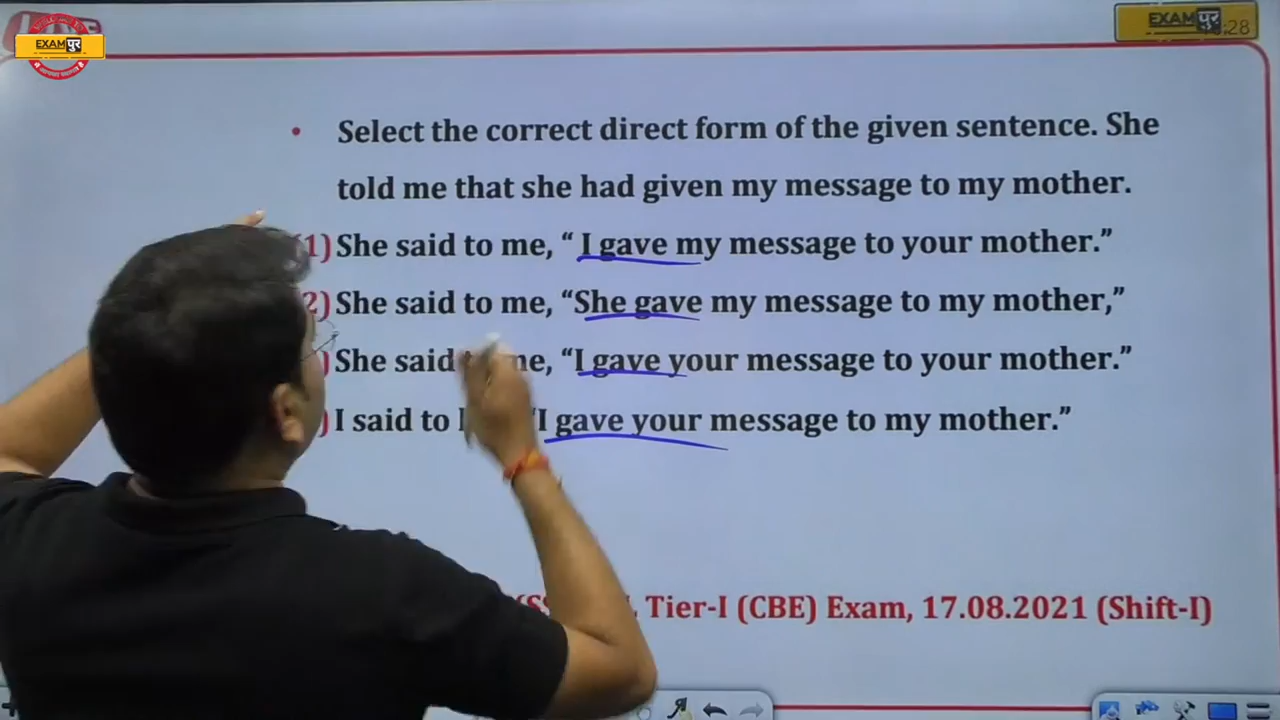 EXAMपुर
EXAMपुर
:28
• Select the correct direct form of the given sentence. She
told me that she had given my message to my mother.
1) She said to me, “ I gave my message to your mother.”
2) She said to me, “She gave my message to my mother,”
) She said me, “I gave your message to your mother.”
) I said to “I gave your message to my mother.”
Tier-I (CBE) Exam, 17.08.2021 (Shift-I)